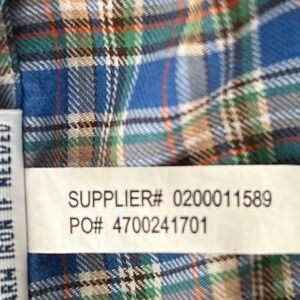 SUPPLIER# 0200011589
PO# 4700241701
ARM IRON IF NEEDED